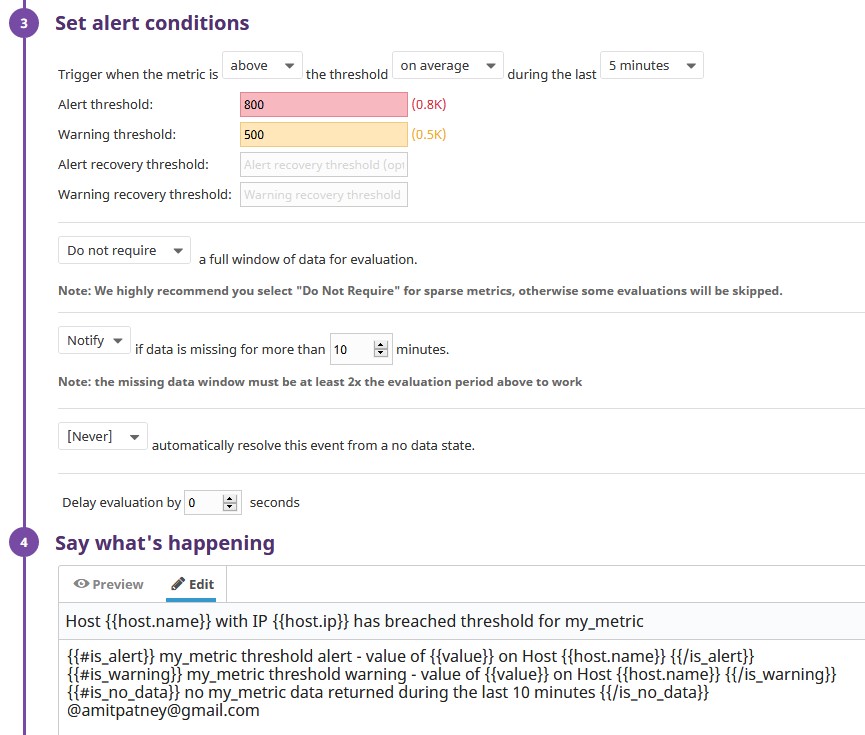 3 Set alert conditions
Trigger when the metric is above the threshold on average during the last 5 minutes
Alert threshold: 800 (0.8K)
Warning threshold: 500 (0.5K)
Alert recovery threshold: Alert recovery threshold (opt
Warning recovery threshold: Warning recovery threshold
Do not require a full window of data for evaluation.
Note: We highly recommend you select "Do Not Require" for sparse metrics, otherwise some evaluations will be skipped.
Notify if data is missing for more than 10 minutes.
Note: the missing data window must be at least 2x the evaluation period above to work
[Never] automatically resolve this event from a no data state.
Delay evaluation by 0 seconds
4 Say what's happening
Preview Edit
Host {{host.name}} with IP {{host.ip}} has breached threshold for my_metric
{{#is_alert}} my_metric threshold alert - value of {{value}} on Host {{host.name}} {{/is_alert}}
{{#is_warning}} my_metric threshold warning - value of {{value}} on Host {{host.name}} {{/is_warning}}
{{#is_no_data}} no my_metric data returned during the last 10 minutes {{/is_no_data}}
@amitpatney@gmail.com